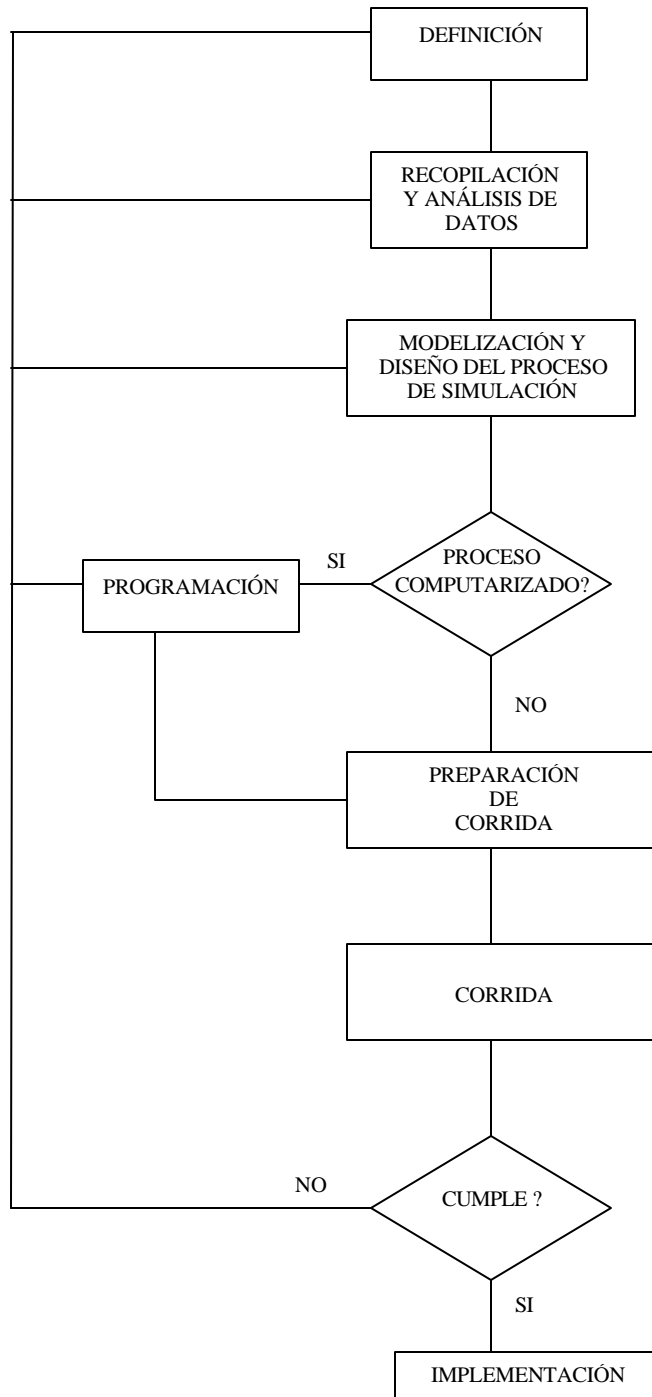 DEFINICIÓN
RECOPILACIÓN
Y ANÁLISIS DE
DATOS
MODELIZACIÓN Y
DISEÑO DEL PROCESO
DE SIMULACIÓN
PROCESO
COMPUTARIZADO?
SI
PROGRAMACIÓN
NO
PREPARACIÓN
DE
CORRIDA
CORRIDA
CUMPLE ?
NO
SI
IMPLEMENTACIÓN